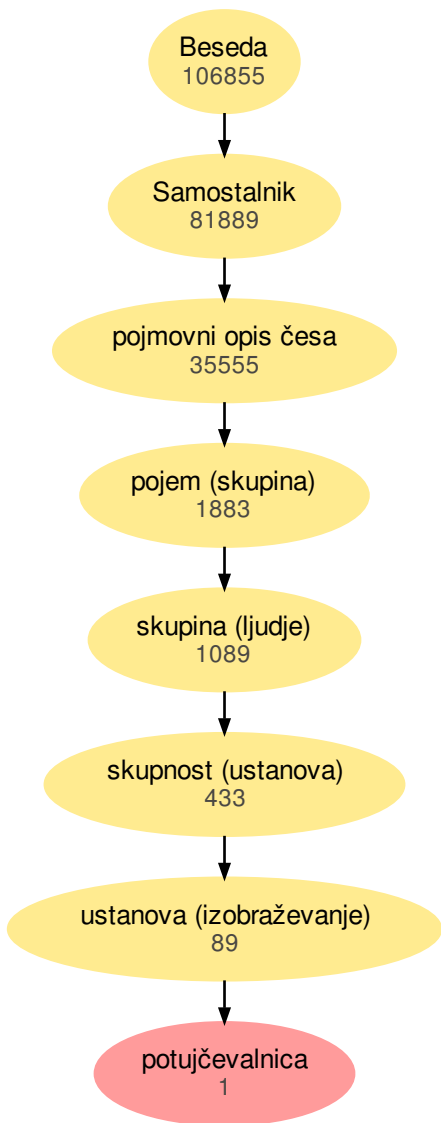 Beseda
106855
Samostalnik
81889
pojmovni opis česa
35555
pojem (skupina)
1883
skupina (ljudje)
1089
skupnost (ustanova)
433
ustanova (izobraževanje)
89
potujčevalnica
1